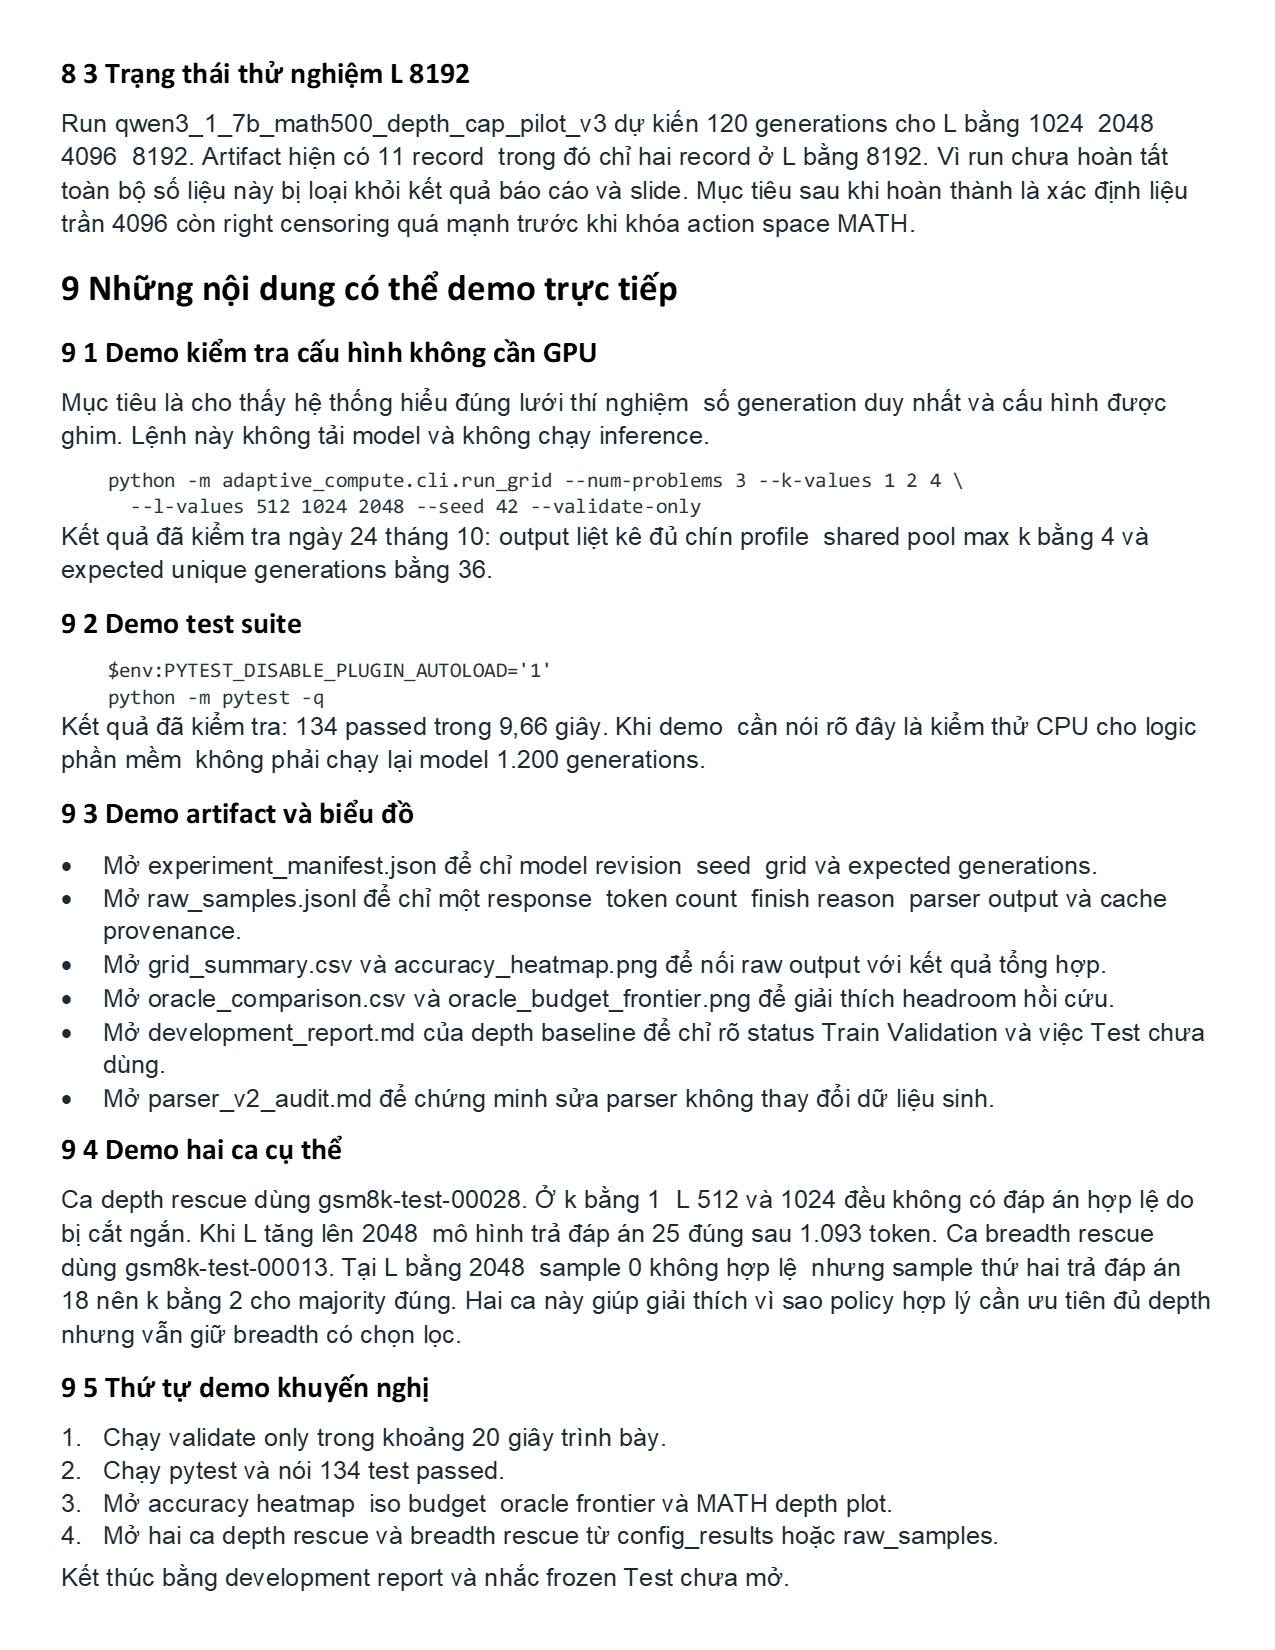 8 3 Trạng thái thử nghiệm L 8192
Run qwen3_1_7b_math500_depth_cap_pilot_v3 dự kiến 120 generations cho L bằng 1024  2048
4096  8192. Artifact hiện có 11 record  trong đó chỉ hai record ở L bằng 8192. Vì run chưa hoàn tất
toàn bộ số liệu này bị loại khỏi kết quả báo cáo và slide. Mục tiêu sau khi hoàn thành là xác định liệu
trần 4096 còn right censoring quá mạnh trước khi khóa action space MATH.
9 Những nội dung có thể demo trực tiếp
9 1 Demo kiểm tra cấu hình không cần GPU
Mục tiêu là cho thấy hệ thống hiểu đúng lưới thí nghiệm  số generation duy nhất và cấu hình được
ghim. Lệnh này không tải model và không chạy inference.
python -m adaptive_compute.cli.run_grid --num-problems 3 --k-values 1 2 4 \
--l-values 512 1024 2048 --seed 42 --validate-only
Kết quả đã kiểm tra ngày 24 tháng 10: output liệt kê đủ chín profile  shared pool max k bằng 4 và
expected unique generations bằng 36.
9 2 Demo test suite
$env:PYTEST_DISABLE_PLUGIN_AUTOLOAD='1'
python -m pytest -q
Kết quả đã kiểm tra: 134 passed trong 9,66 giây. Khi demo  cần nói rõ đây là kiểm thử CPU cho logic
phần mềm  không phải chạy lại model 1.200 generations.
9 3 Demo artifact và biểu đồ
• Mở experiment_manifest.json để chỉ model revision  seed  grid và expected generations.
• Mở raw_samples.jsonl để chỉ một response  token count  finish reason  parser output và cache
provenance.
• Mở grid_summary.csv và accuracy_heatmap.png để nối raw output với kết quả tổng hợp.
• Mở oracle_comparison.csv và oracle_budget_frontier.png để giải thích headroom hồi cứu.
• Mở development_report.md của depth baseline để chỉ rõ status Train Validation và việc Test chưa
dùng.
• Mở parser_v2_audit.md để chứng minh sửa parser không thay đổi dữ liệu sinh.
9 4 Demo hai ca cụ thể
Ca depth rescue dùng gsm8k-test-00028. Ở k bằng 1  L 512 và 1024 đều không có đáp án hợp lệ do
bị cắt ngắn. Khi L tăng lên 2048  mô hình trả đáp án 25 đúng sau 1.093 token. Ca breadth rescue
dùng gsm8k-test-00013. Tại L bằng 2048  sample 0 không hợp lệ  nhưng sample thứ hai trả đáp án
18 nên k bằng 2 cho majority đúng. Hai ca này giúp giải thích vì sao policy hợp lý cần ưu tiên đủ depth
nhưng vẫn giữ breadth có chọn lọc.
9 5 Thứ tự demo khuyến nghị
1. Chạy validate only trong khoảng 20 giây trình bày.
2. Chạy pytest và nói 134 test passed.
3. Mở accuracy heatmap  iso budget  oracle frontier và MATH depth plot.
4. Mở hai ca depth rescue và breadth rescue từ config_results hoặc raw_samples.
Kết thúc bằng development report và nhắc frozen Test chưa mở.